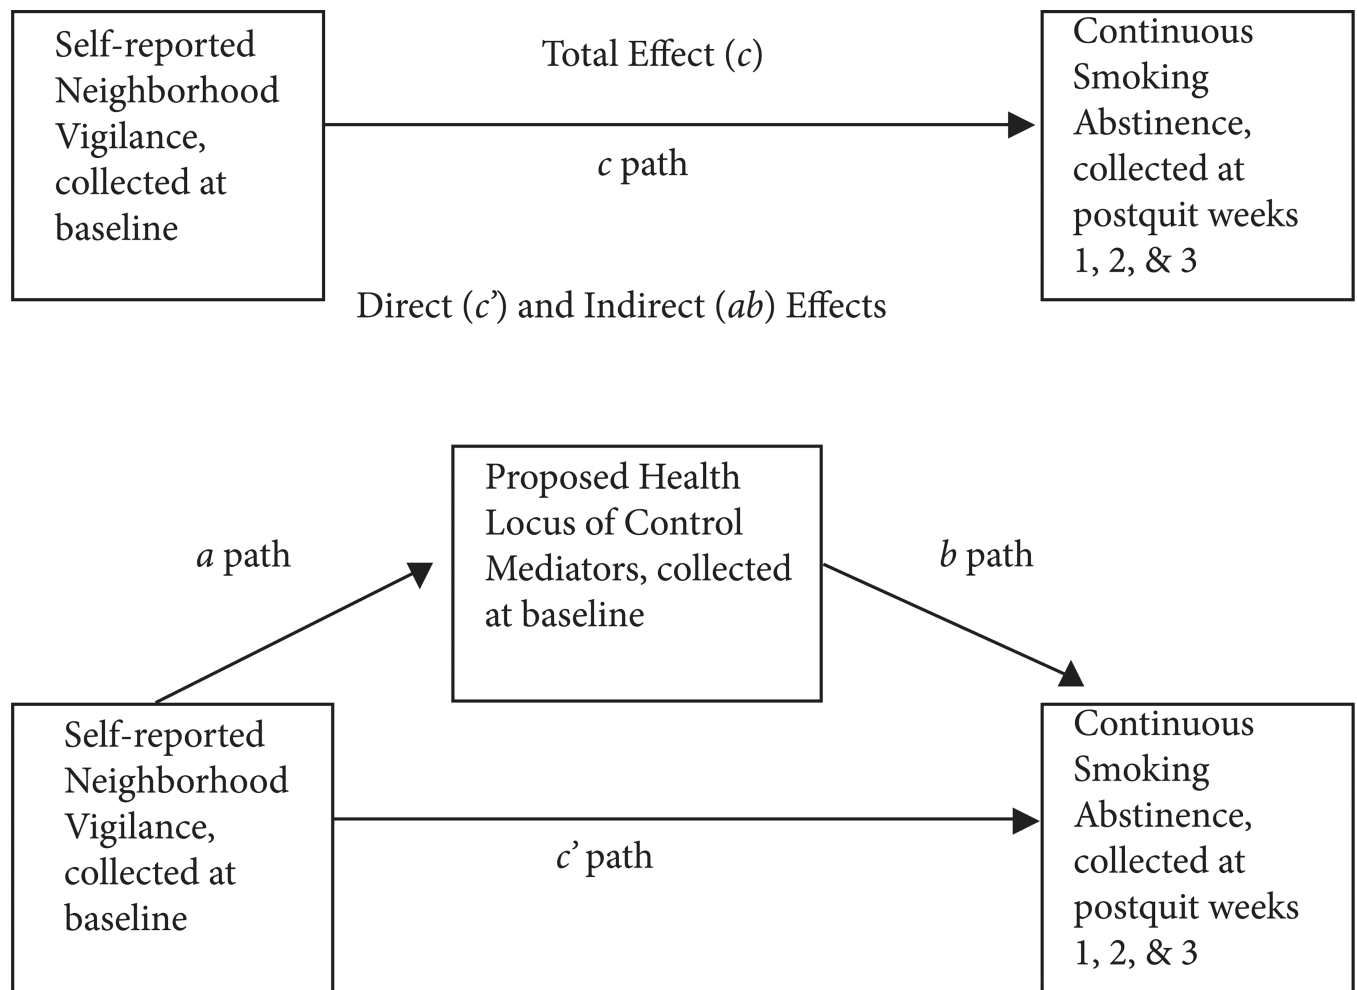 Self-reported
Neighborhood
Vigilance,
collected at
baseline
Total Effect (c)
c path
Continuous
Smoking
Abstinence,
collected at
postquit weeks
1, 2, & 3
Direct (c’) and Indirect (ab) Effects
Proposed Health
Locus of Control
Mediators, collected
at baseline
a path
b path
Self-reported
Neighborhood
Vigilance,
collected at
baseline
c’ path
Continuous
Smoking
Abstinence,
collected at
postquit weeks
1, 2, & 3